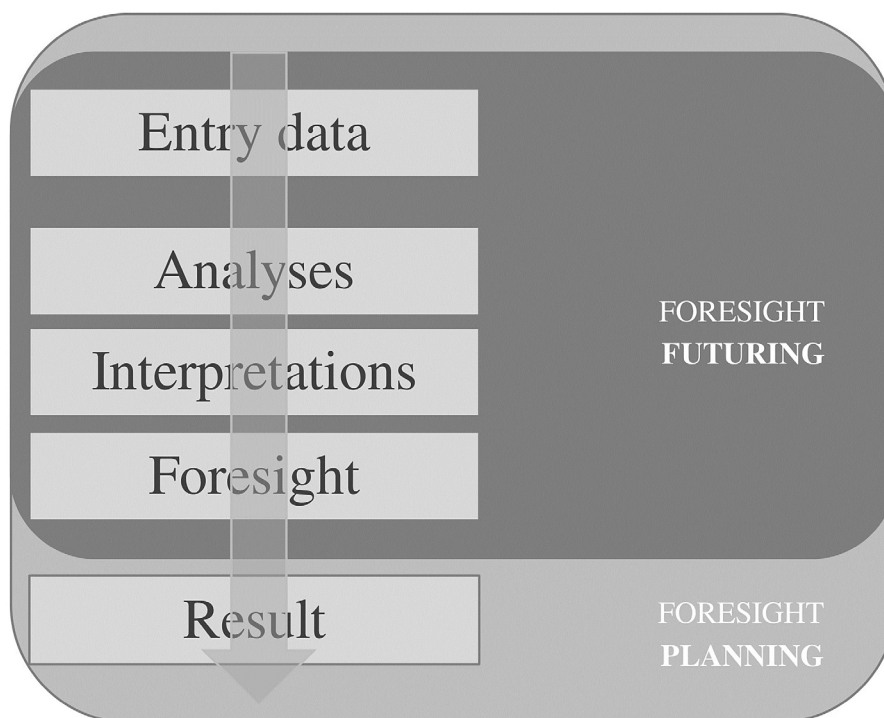 Entry data
Analyses
Interpretations
Foresight
FORESIGHT
FUTURING
Result
FORESIGHT
PLANNING